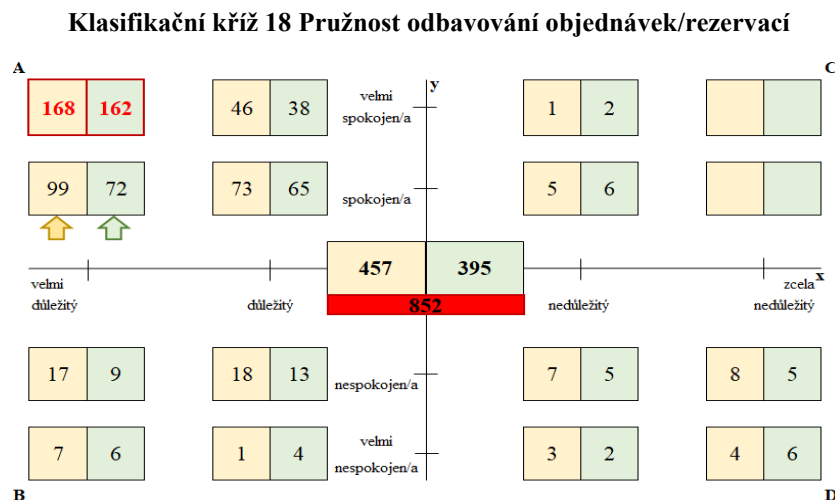 Klasifikační kříž 18 Pružnost odbavování objednávek/rezervací
A y C
168 162 46 38 velmi spokojen/a 1 2
99 72 73 65 spokojen/a 5 6
457 395
x
velmi důležitý důležitý 852 nedůležitý zcela nedůležitý
17 9 18 13 nespokojen/a 7 5 8 5
7 6 1 4 velmi nespokojen/a 3 2 4 6
B D